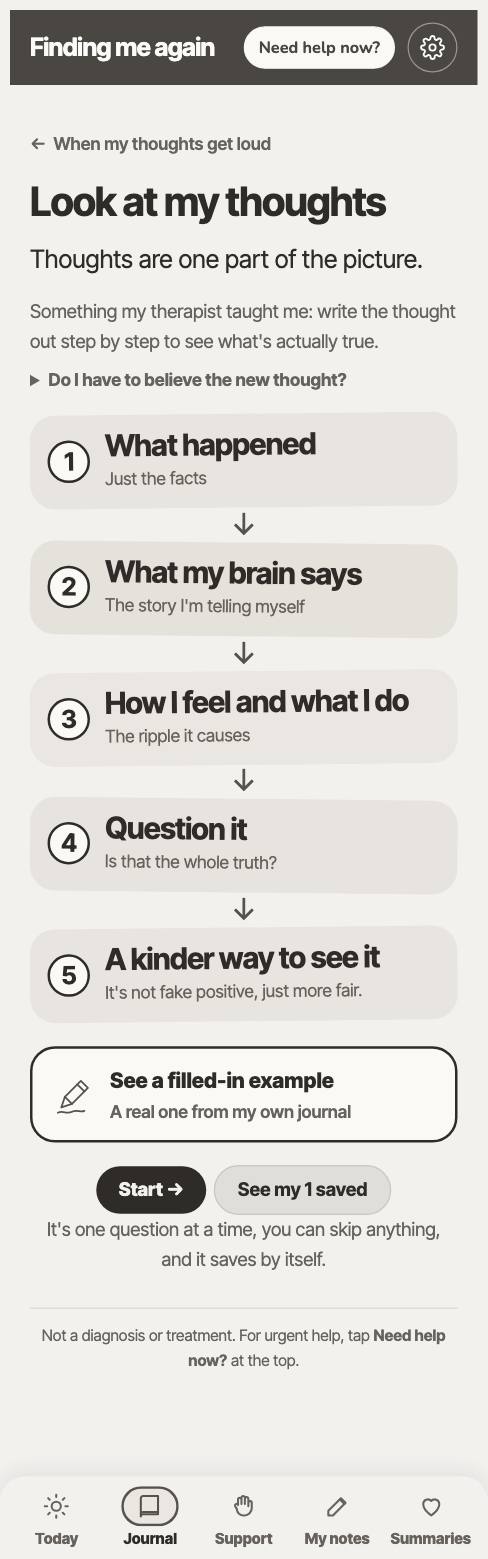 Finding me again
Need help now?
← When my thoughts get loud
Look at my thoughts
Thoughts are one part of the picture.
Something my therapist taught me: write the thought
out step by step to see what's actually true.
▶ Do I have to believe the new thought?
1
What happened
Just the facts
↓
2
What my brain says
The story I'm telling myself
↓
3
How I feel and what I do
The ripple it causes
↓
4
Question it
Is that the whole truth?
↓
5
A kinder way to see it
It's not fake positive, just more fair.
See a filled-in example
A real one from my own journal
Start →
See my 1 saved
It's one question at a time, you can skip anything,
and it saves by itself.
Not a diagnosis or treatment. For urgent help, tap Need help
now? at the top.
Today
Journal
Support
My notes
Summaries